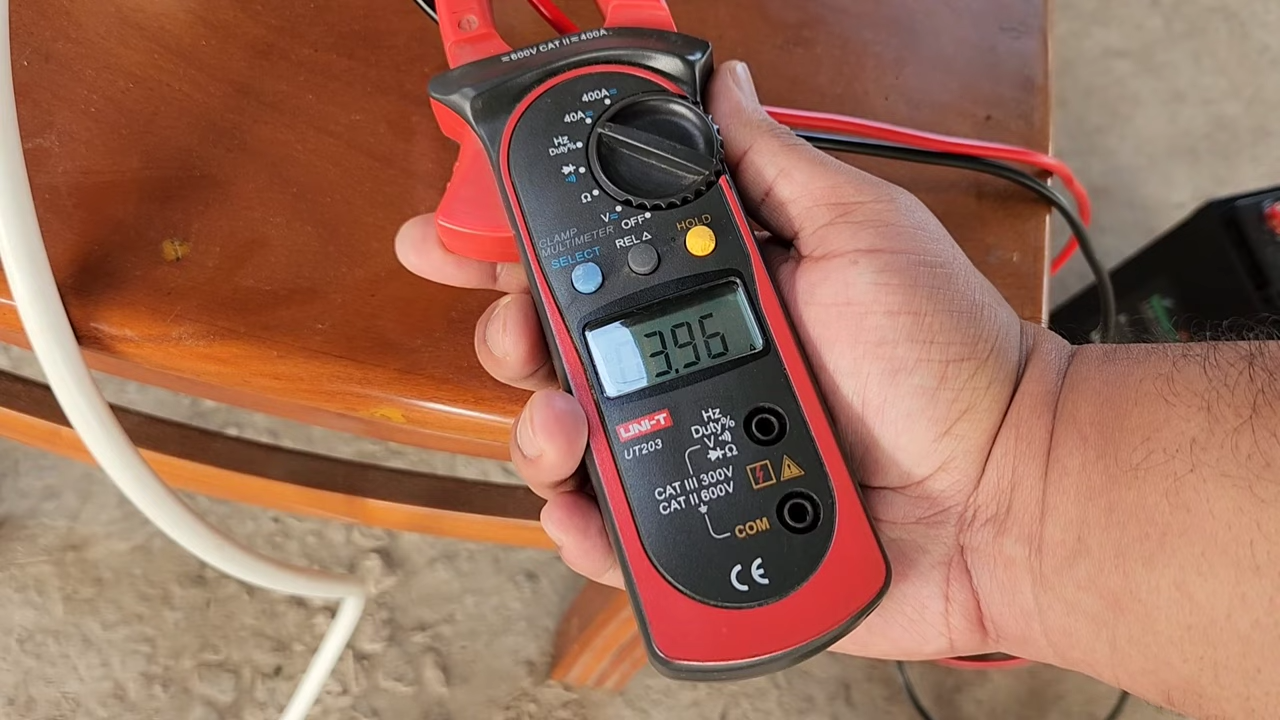 ≂600V CAT II≂400A
400A≂
40A≂
Hz
Duty%
Ω
V≂
OFF
CLAMP
MULTIMETER
SELECT
REL Δ
HOLD
3.96
A
UNI-T
UT203
Hz
Duty%
V
Ω
CAT III 300V
CAT II 600V
COM
CE